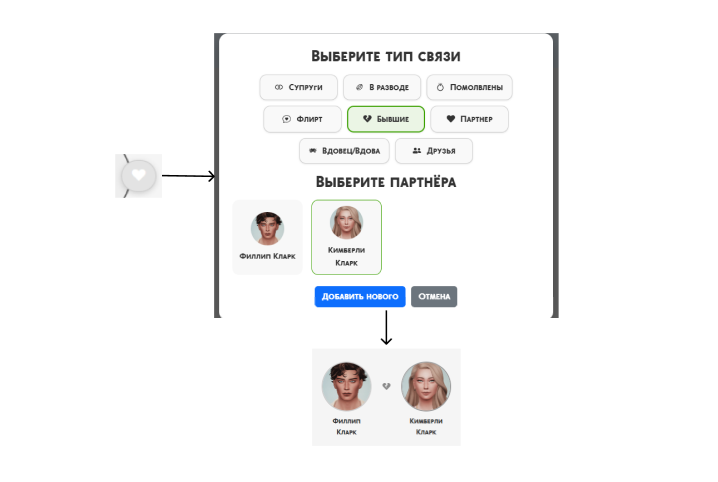 Выберите тип связи
Супруги
В разводе
Помолвлены
Флирт
Бывшие
Партнер
Вдовец/Вдова
Друзья
Выберите партнёра
Филлип Кларк
Кимберли
Кларк
Добавить нового
Отмена
Филлип
Кларк
Кимберли
Кларк